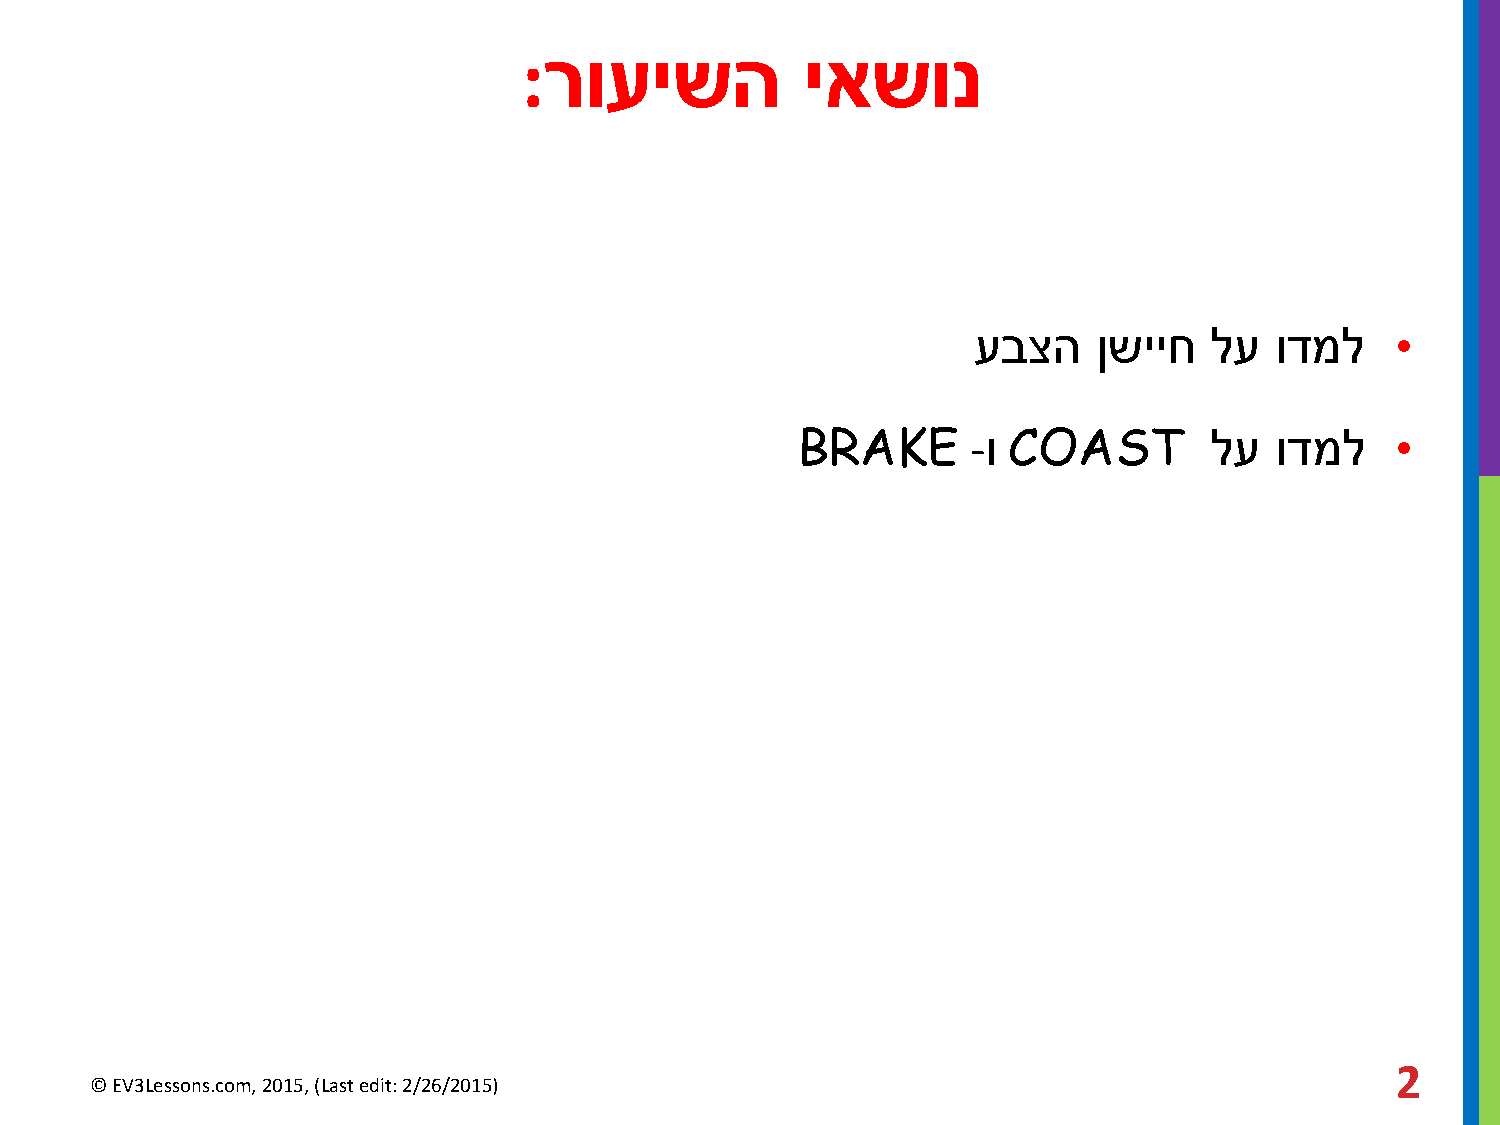 נושאי השיעור:
• למדו על חיישן הצבע
• למדו על COAST ו- BRAKE
© EV3Lessons.com, 2015, (Last edit: 2/26/2015)
2